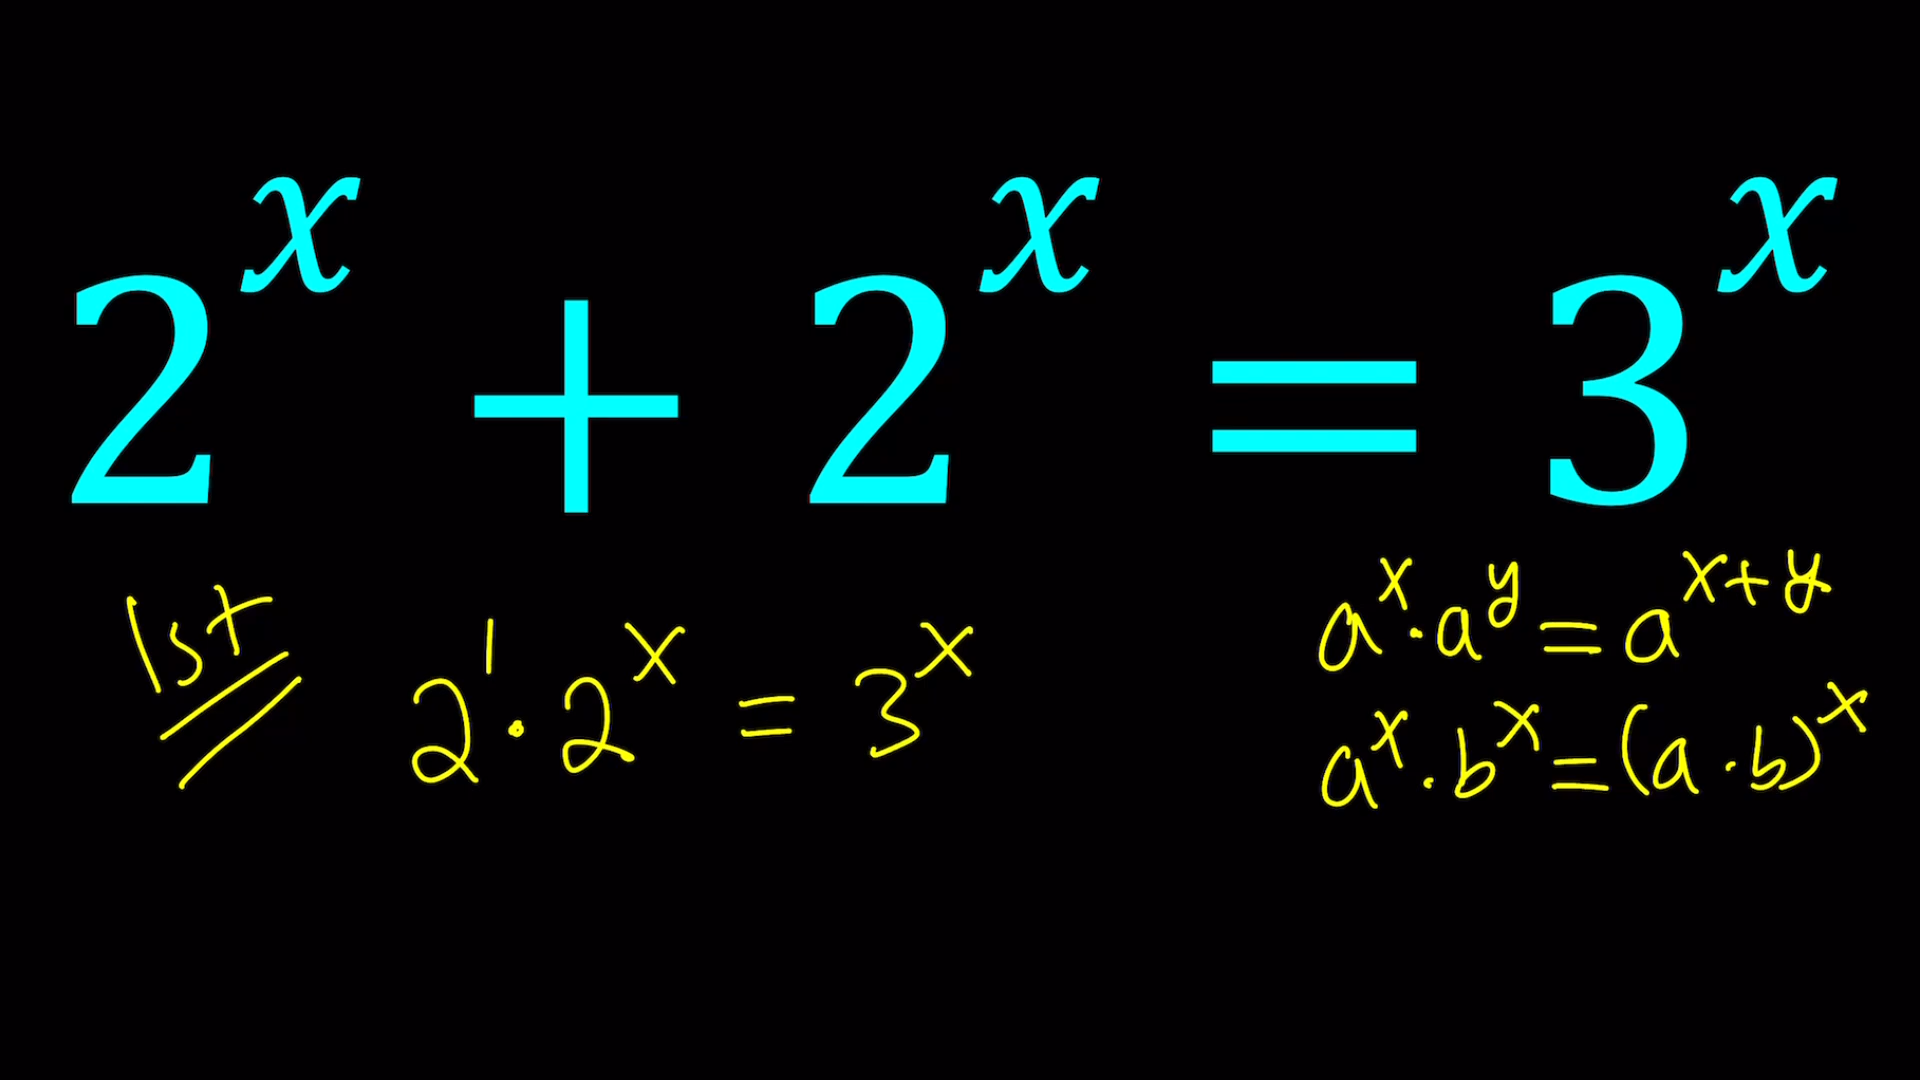 2^x + 2^x = 3^x
1st
2^1 · 2^x = 3^x
a^x · a^y = a^{x+y}
a^x · b^x = (a · b)^x